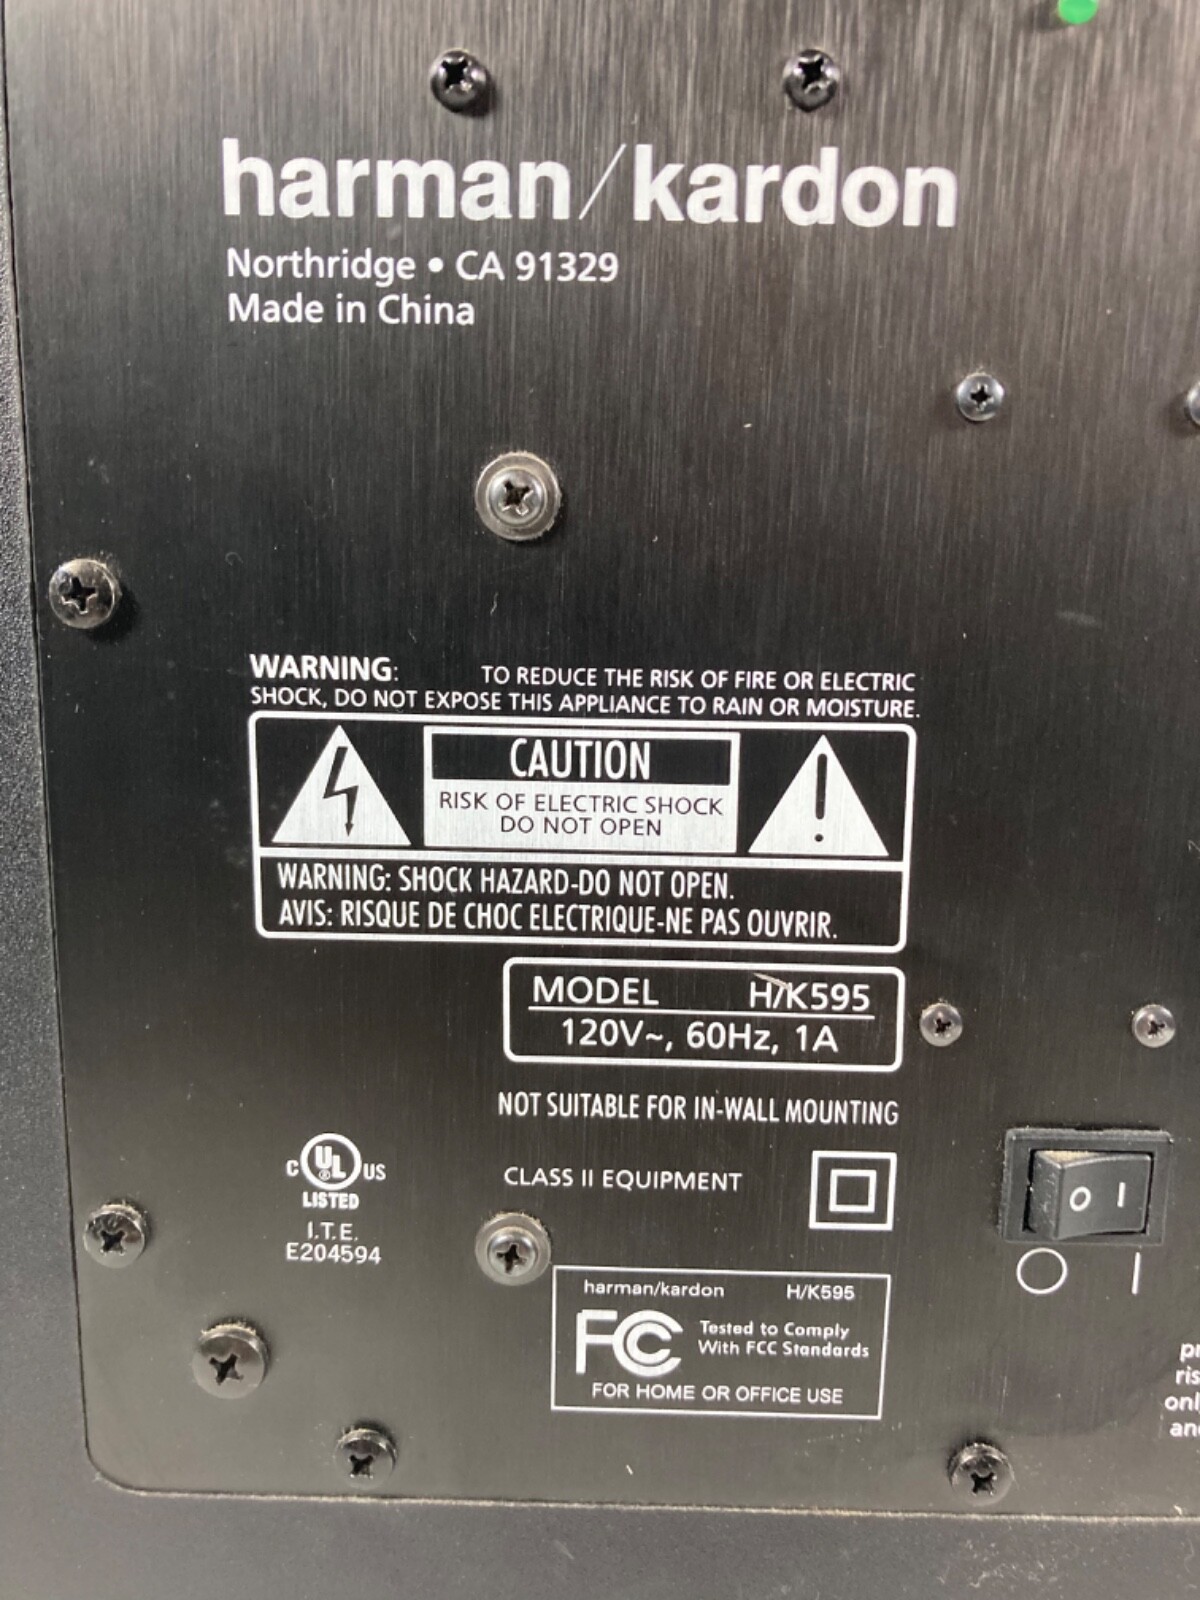 harman/kardon
Northridge • CA 91329
Made in China
WARNING: TO REDUCE THE RISK OF FIRE OR ELECTRIC
SHOCK, DO NOT EXPOSE THIS APPLIANCE TO RAIN OR MOISTURE.
CAUTION
RISK OF ELECTRIC SHOCK
DO NOT OPEN
WARNING: SHOCK HAZARD-DO NOT OPEN.
AVIS: RISQUE DE CHOC ELECTRIQUE-NE PAS OUVRIR.
MODEL H/K595
120V~, 60Hz, 1A
NOT SUITABLE FOR IN-WALL MOUNTING
C UL® US
LISTED
I.T.E.
E204594
CLASS II EQUIPMENT
harman/kardon H/K595
FC Tested to Comply
With FCC Standards
FOR HOME OR OFFICE USE
O I
O I